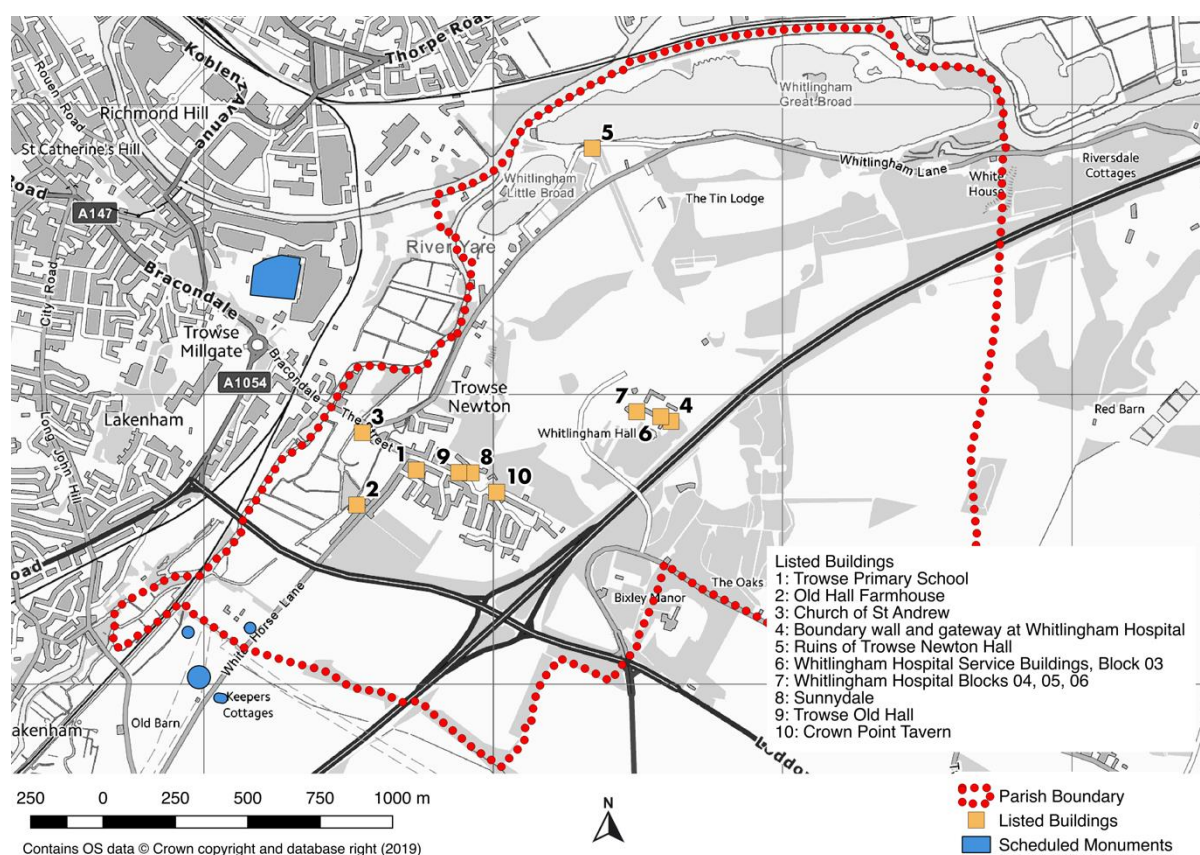 Thorpe Road
Koblenz
Avenue
Rouen Road
Richmond Hill
St Catherine's Hill
Road
A147
City Road
Bracondale
Trowse
Millgate
A1054
Bracondale
The Street
Lakenham
Long John Hill
River Yare
Whitlingham
Great Broad
5
Whitlingham
Little Broad
Whitlingham Lane
White
House
Riversdale
Cottages
The Tin Lodge
Trowse
Newton
3
1
9
8
10
2
7
4
6
Whitlingham Hall
Red Barn
Road
White Horse Lane
The Oaks
Bixley Manor
Keepers
Cottages
Old Barn
akenham
Loddo
Listed Buildings
1: Trowse Primary School
2: Old Hall Farmhouse
3: Church of St Andrew
4: Boundary wall and gateway at Whitlingham Hospital
5: Ruins of Trowse Newton Hall
6: Whitlingham Hospital Service Buildings, Block 03
7: Whitlingham Hospital Blocks 04, 05, 06
8: Sunnydale
9: Trowse Old Hall
10: Crown Point Tavern
250 0 250 500 750 1000 m
N
Parish Boundary
Listed Buildings
Scheduled Monuments
Contains OS data © Crown copyright and database right (2019)